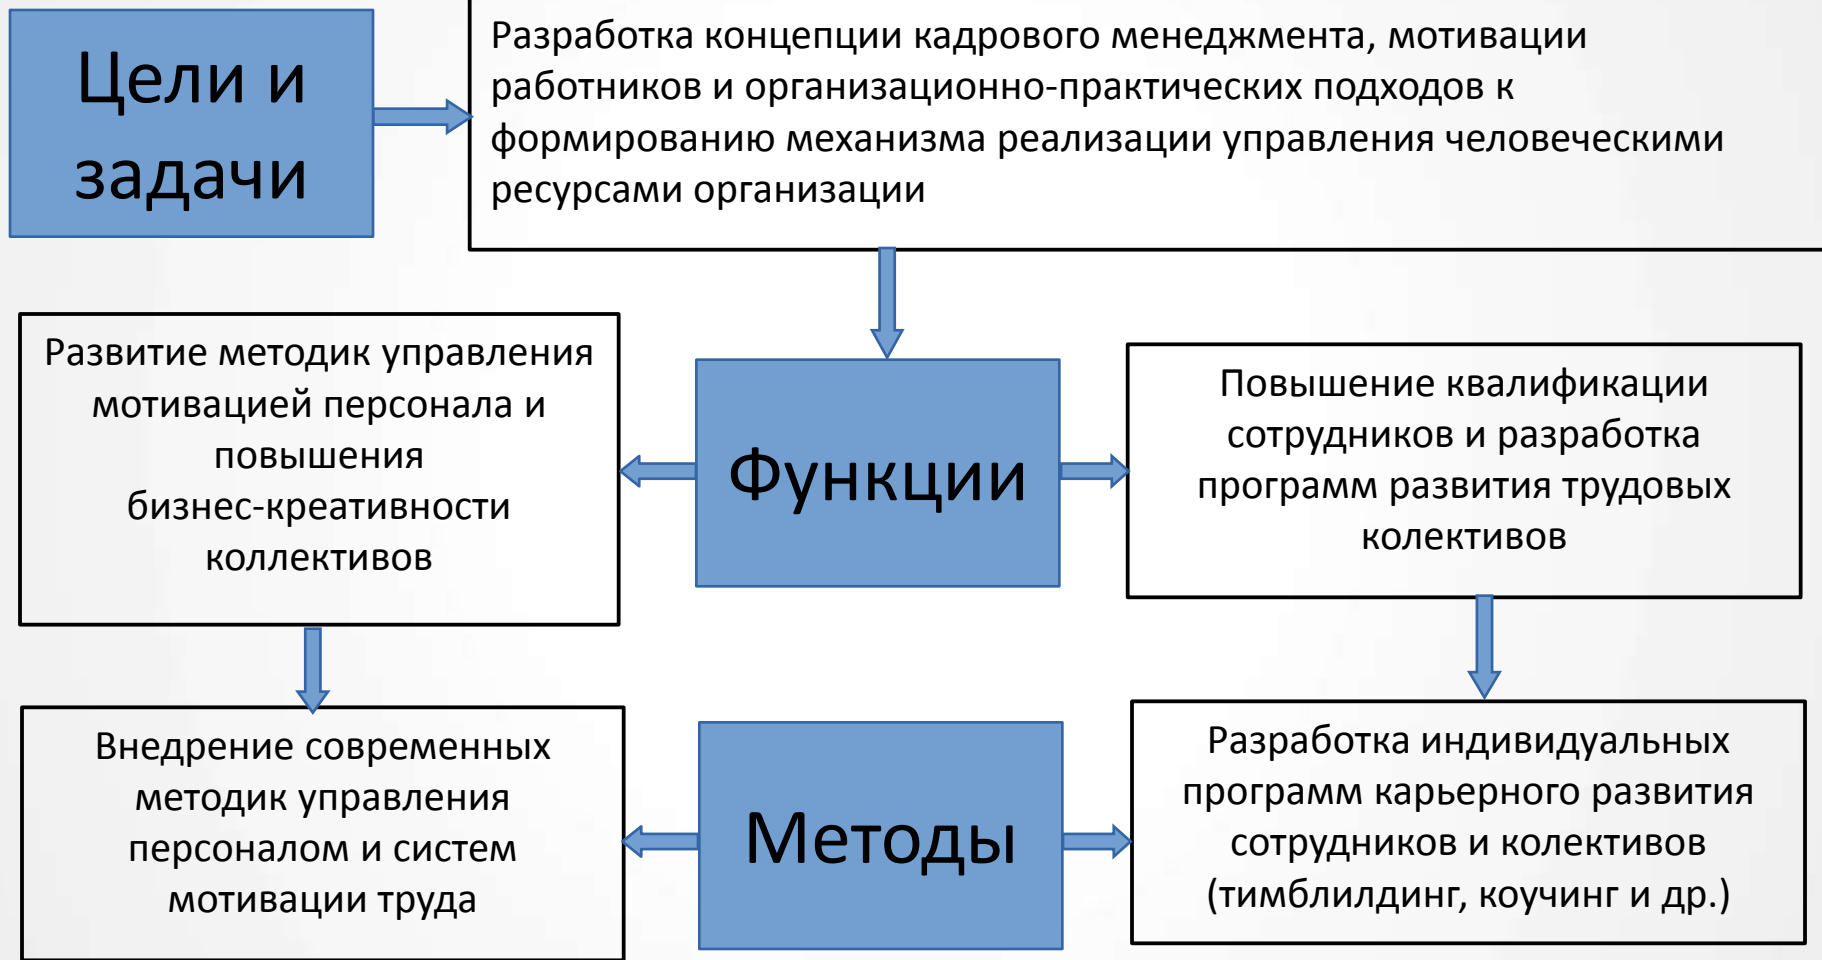 Цели и
задачи
Разработка концепции кадрового менеджмента, мотивации
работников и организационно-практических подходов к
формированию механизма реализации управления человеческими
ресурсами организации
Развитие методик управления
мотивацией персонала и
повышения
бизнес-креативности
коллективов
Функции
Повышение квалификации
сотрудников и разработка
программ развития трудовых
колективов
Внедрение современных
методик управления
персоналом и систем
мотивации труда
Методы
Разработка индивидуальных
программ карьерного развития
сотрудников и колективов
(тимблилдинг, коучинг и др.)